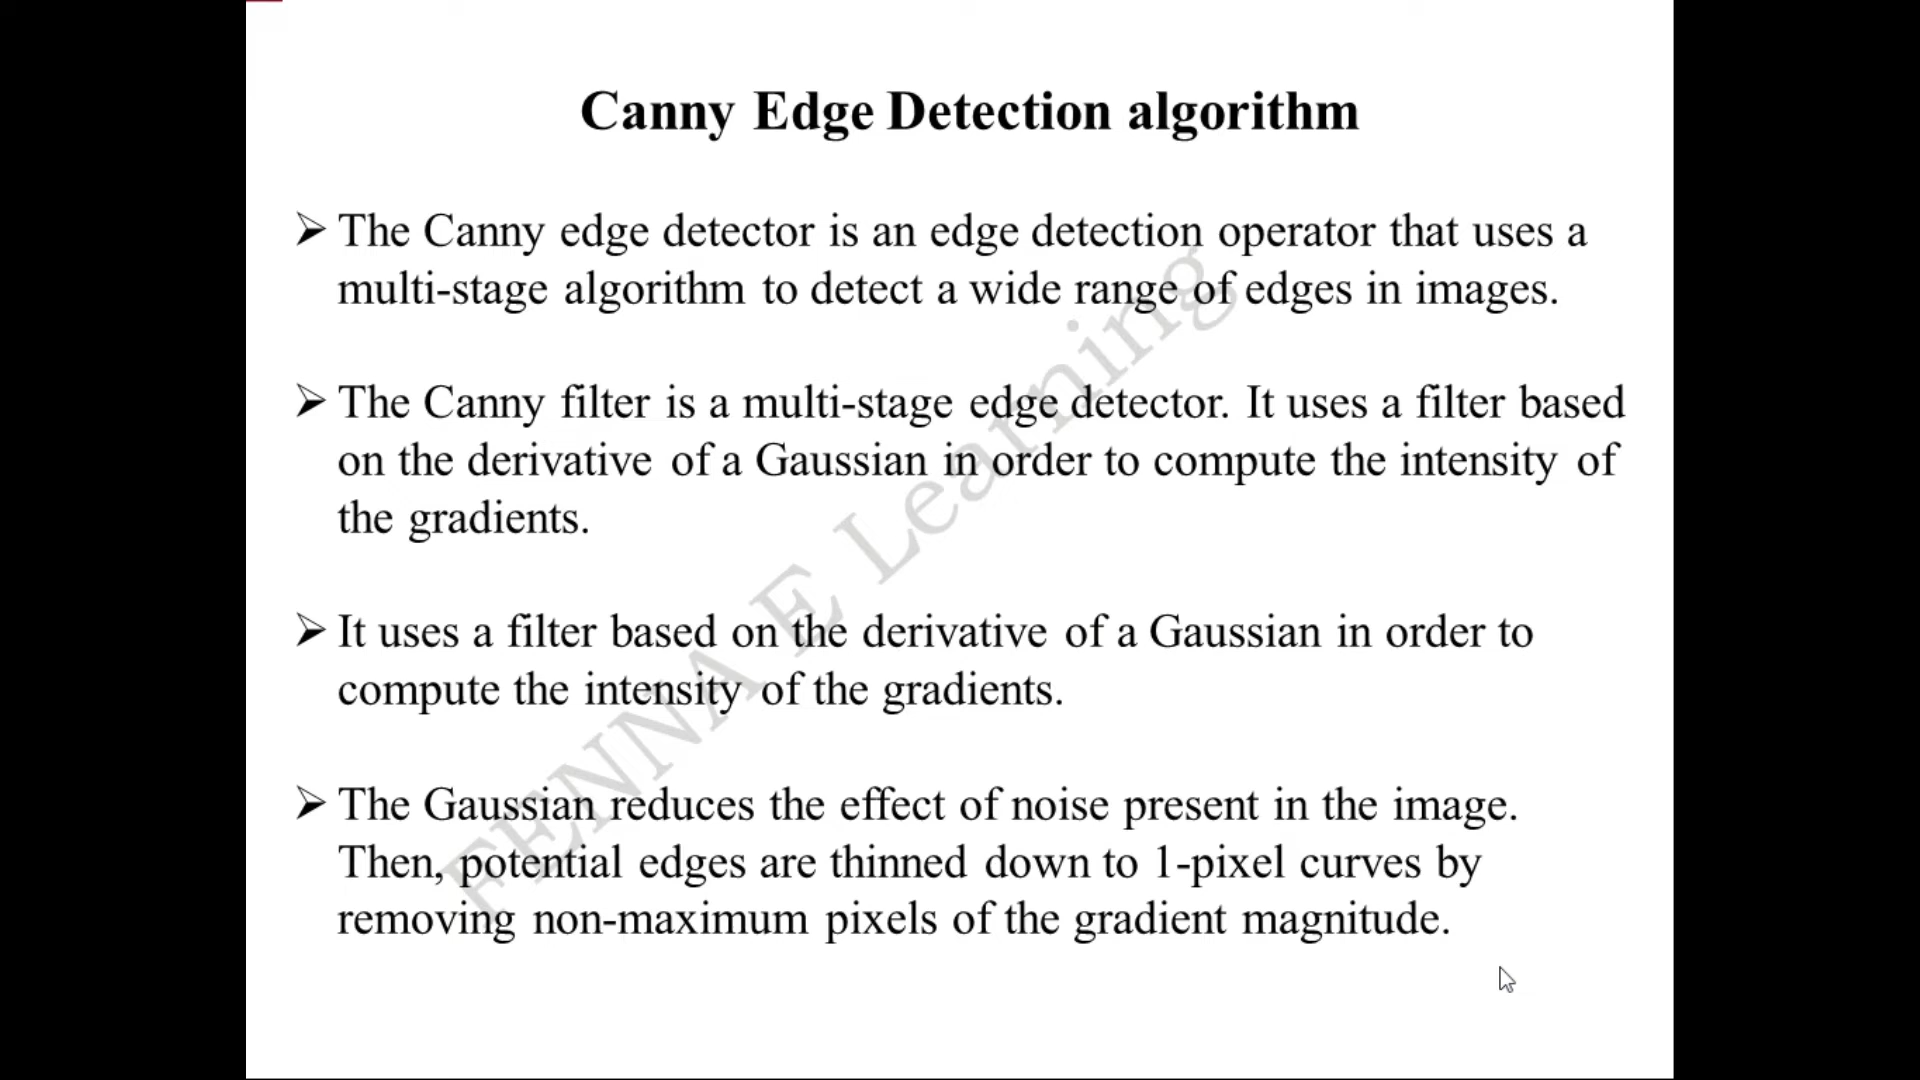 Canny Edge Detection algorithm
The Canny edge detector is an edge detection operator that uses a
multi-stage algorithm to detect a wide range of edges in images.
The Canny filter is a multi-stage edge detector. It uses a filter based
on the derivative of a Gaussian in order to compute the intensity of
the gradients.
It uses a filter based on the derivative of a Gaussian in order to
compute the intensity of the gradients.
The Gaussian reduces the effect of noise present in the image.
Then, potential edges are thinned down to 1-pixel curves by
removing non-maximum pixels of the gradient magnitude.
FENNA E Learning